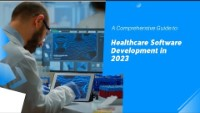 A Comprehensive Guide to:
Healthcare Software
Development in
2023